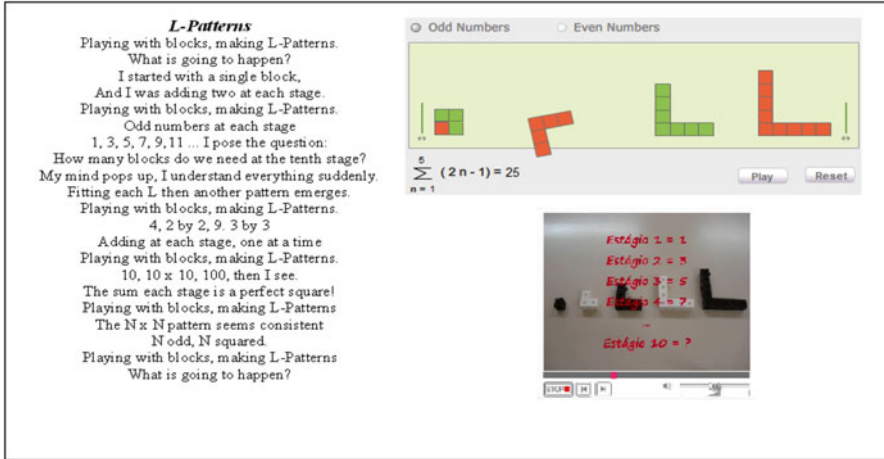 L-Patterns
Playing with blocks, making L-Patterns.
What is going to happen?
I started with a single block,
And I was adding two at each stage.
Playing with blocks, making L-Patterns.
Odd numbers at each stage
1, 3, 5, 7, 9, 11 ... I pose the question:
How many blocks do we need at the tenth stage?
My mind pops up, I understand everything suddenly.
Fitting each L then another pattern emerges.
Playing with blocks, making L-Patterns.
4, 2 by 2, 9. 3 by 3
Adding at each stage, one at a time
Playing with blocks, making L-Patterns.
10, 10 x 10, 100, then I see.
The sum each stage is a perfect square!
Playing with blocks, making L-Patterns
The N x N pattern seems consistent
N odd, N squared.
Playing with blocks, making L-Patterns
What is going to happen?
Odd Numbers
Even Numbers
5
∑ (2n - 1) = 25
n = 1
Play
Reset
Estágio 1 = 1
Estágio 2 = 3
Estágio 3 = 5
Estágio 4 = 7
...
Estágio 10 = ?
STOP